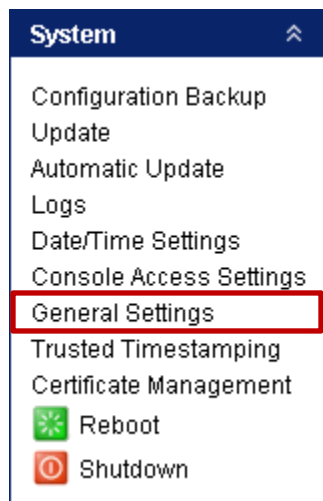 System
Configuration Backup
Update
Automatic Update
Logs
Date/Time Settings
Console Access Settings
General Settings
Trusted Timestamping
Certificate Management
Reboot
Shutdown